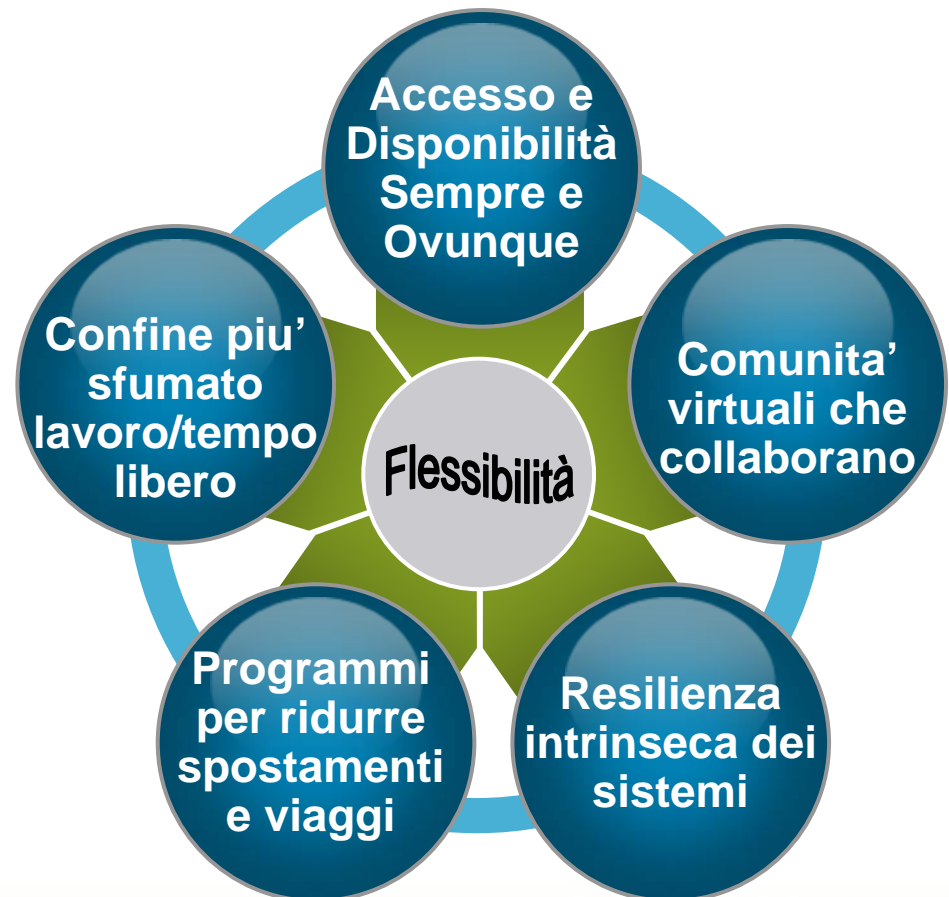 Accesso e
Disponibilità
Sempre e
Ovunque
Confine piu’
sfumato
lavoro/tempo
libero
Comunita’
virtuali che
collaborano
Flessibilità
Programmi
per ridurre
spostamenti
e viaggi
Resilienza
intrinseca dei
sistemi